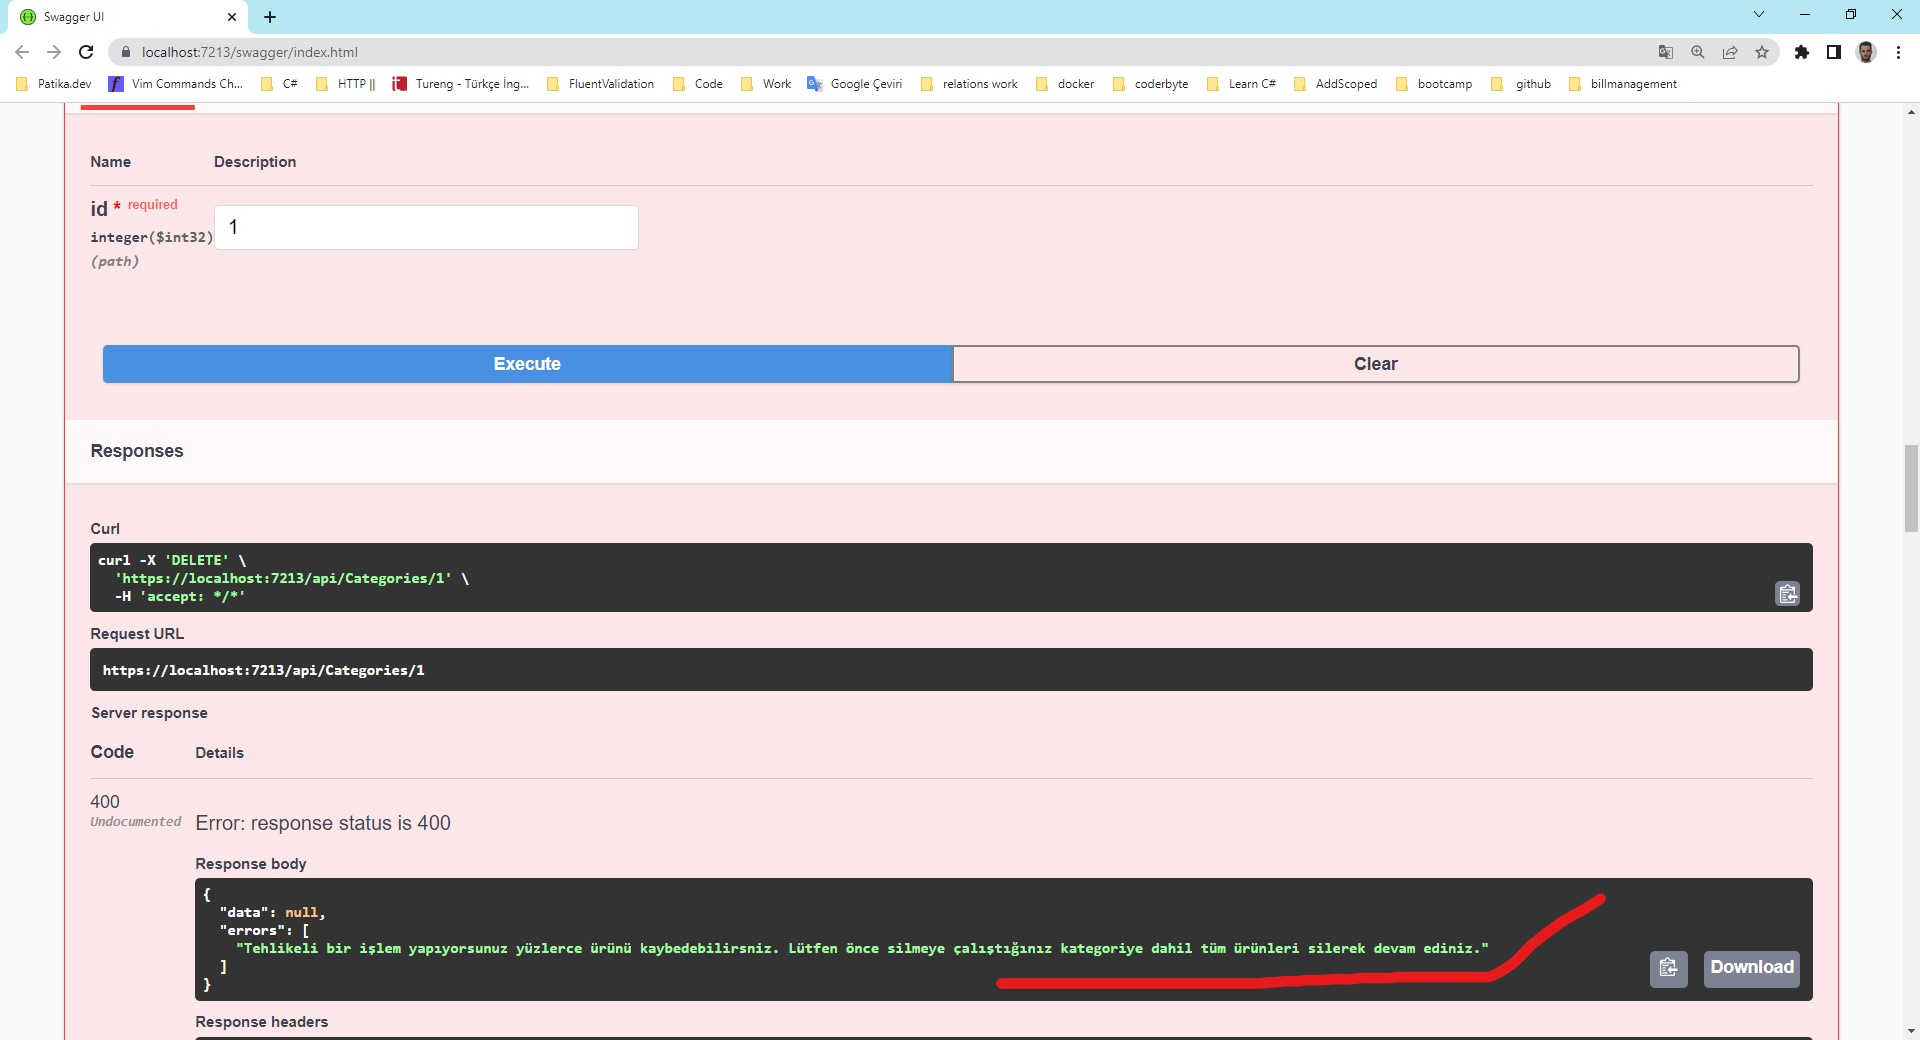 Swagger UI
localhost:7213/swagger/index.html
Patika.dev
Vim Commands Ch...
C#
HTTP ||
Tureng - Türkçe İng...
FluentValidation
Code
Work
Google Çeviri
relations work
docker
coderbyte
Learn C#
AddScoped
bootcamp
github
billmanagement
Name Description
id * required
1
integer($int32)
(path)
Execute Clear
Responses
Curl
curl -X 'DELETE' \
'https://localhost:7213/api/Categories/1' \
-H 'accept: */*'
Request URL
https://localhost:7213/api/Categories/1
Server response
Code Details
400
Undocumented
Error: response status is 400
Response body
{
"data": null,
"errors": [
"Tehlikeli bir işlem yapıyorsunuz yüzlerce ürünü kaybedebilirsniz. Lütfen önce silmeye çalıştığınız kategoriye dahil tüm ürünleri silerek devam ediniz."
]
}
Download
Response headers